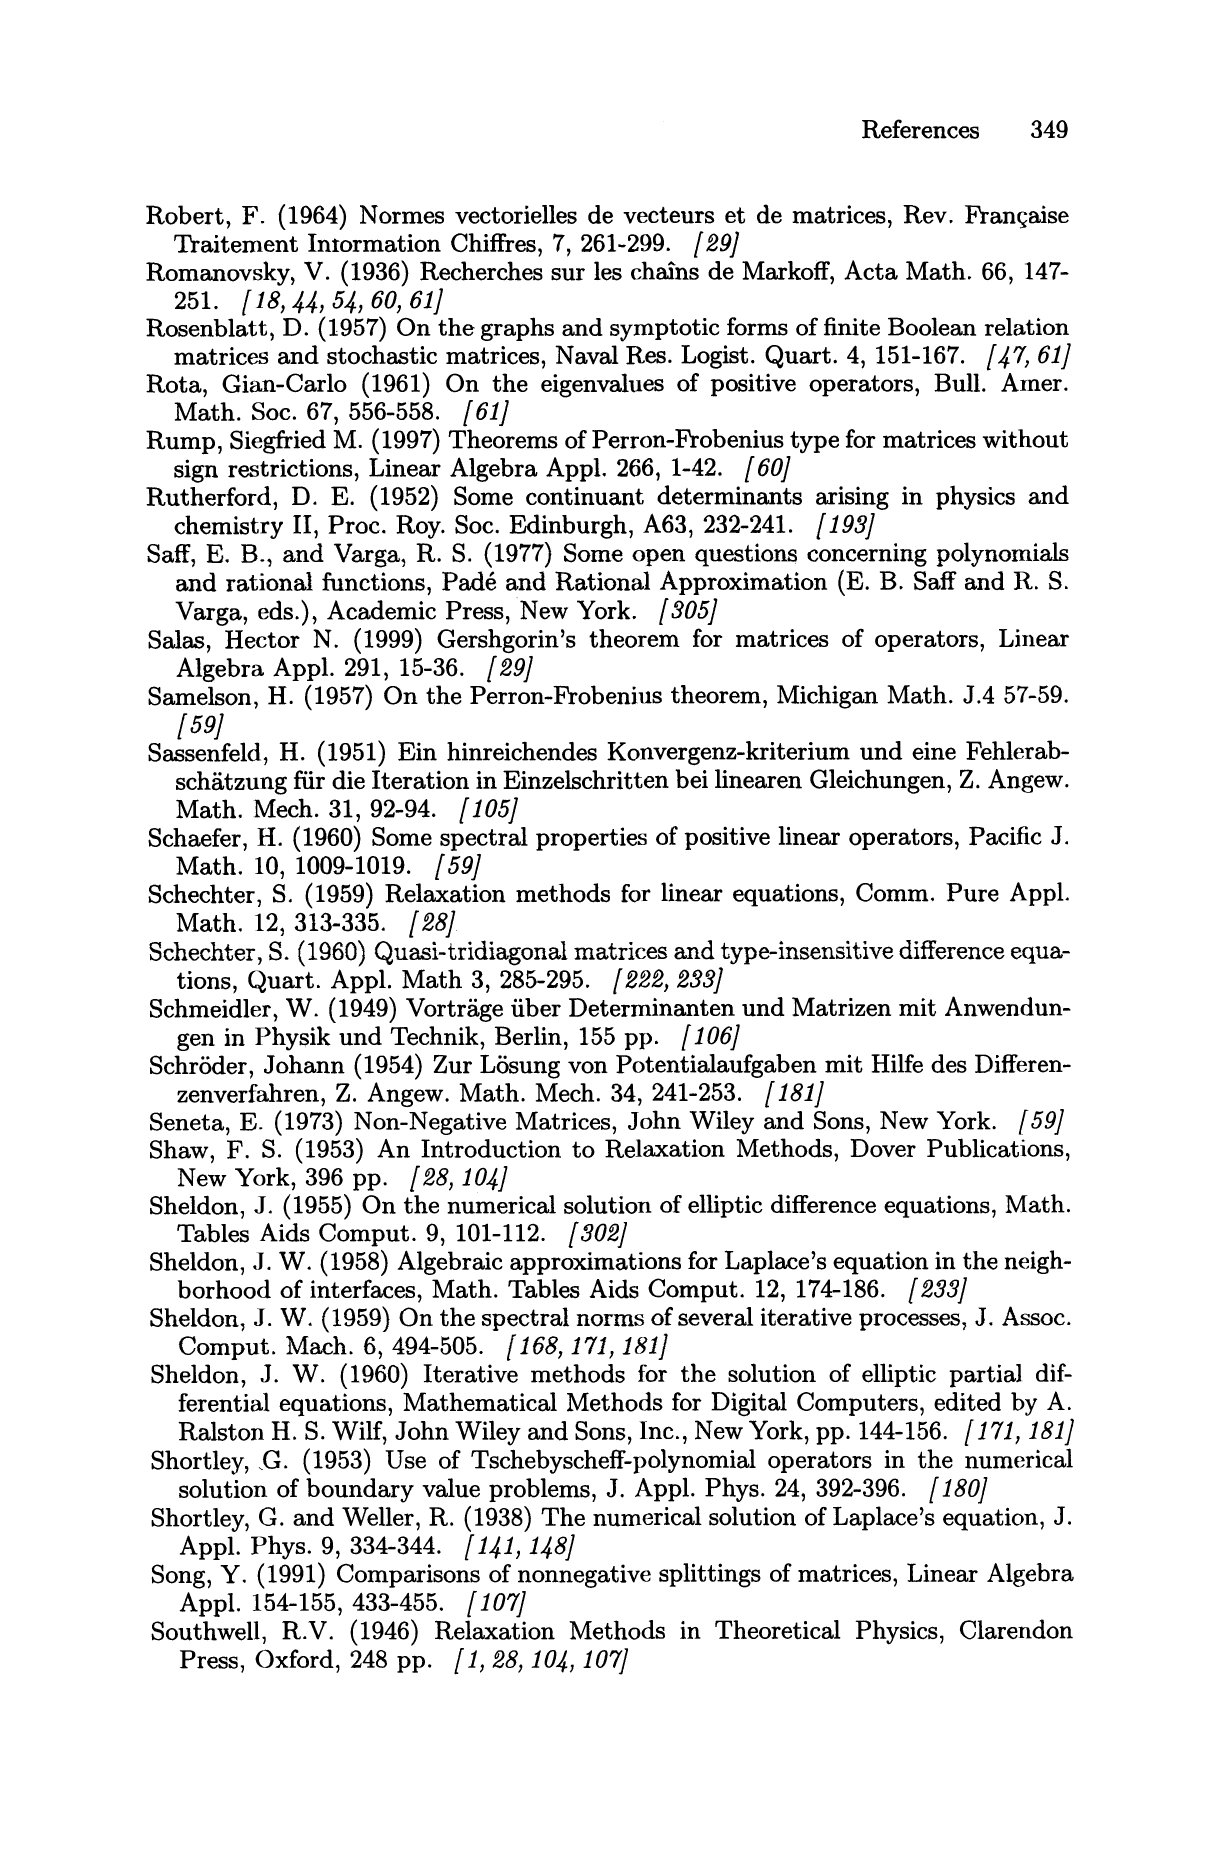 References 349
Robert, F. (1964) Normes vectorielles de vecteurs et de matrices, Rev. Française
Traitement Information Chiffres, 7, 261-299. [29]
Romanovsky, V. (1936) Recherches sur les chaîns de Markoff, Acta Math. 66, 147-
251. [18, 44, 54, 60, 61]
Rosenblatt, D. (1957) On the graphs and symptotic forms of finite Boolean relation
matrices and stochastic matrices, Naval Res. Logist. Quart. 4, 151-167. [47, 61]
Rota, Gian-Carlo (1961) On the eigenvalues of positive operators, Bull. Amer.
Math. Soc. 67, 556-558. [61]
Rump, Siegfried M. (1997) Theorems of Perron-Frobenius type for matrices without
sign restrictions, Linear Algebra Appl. 266, 1-42. [60]
Rutherford, D. E. (1952) Some continuant determinants arising in physics and
chemistry II, Proc. Roy. Soc. Edinburgh, A63, 232-241. [193]
Saff, E. B., and Varga, R. S. (1977) Some open questions concerning polynomials
and rational functions, Padé and Rational Approximation (E. B. Saff and R. S.
Varga, eds.), Academic Press, New York. [305]
Salas, Hector N. (1999) Gershgorin's theorem for matrices of operators, Linear
Algebra Appl. 291, 15-36. [29]
Samelson, H. (1957) On the Perron-Frobenius theorem, Michigan Math. J.4 57-59.
[59]
Sassenfeld, H. (1951) Ein hinreichendes Konvergenz-kriterium und eine Fehlerab-
schätzung für die Iteration in Einzelschritten bei linearen Gleichungen, Z. Angew.
Math. Mech. 31, 92-94. [105]
Schaefer, H. (1960) Some spectral properties of positive linear operators, Pacific J.
Math. 10, 1009-1019. [59]
Schechter, S. (1959) Relaxation methods for linear equations, Comm. Pure Appl.
Math. 12, 313-335. [28]
Schechter, S. (1960) Quasi-tridiagonal matrices and type-insensitive difference equa-
tions, Quart. Appl. Math 3, 285-295. [222, 233]
Schmeidler, W. (1949) Vorträge über Determinanten und Matrizen mit Anwendun-
gen in Physik und Technik, Berlin, 155 pp. [106]
Schröder, Johann (1954) Zur Lösung von Potentialaufgaben mit Hilfe des Differen-
zenverfahren, Z. Angew. Math. Mech. 34, 241-253. [181]
Seneta, E. (1973) Non-Negative Matrices, John Wiley and Sons, New York. [59]
Shaw, F. S. (1953) An Introduction to Relaxation Methods, Dover Publications,
New York, 396 pp. [28, 104]
Sheldon, J. (1955) On the numerical solution of elliptic difference equations, Math.
Tables Aids Comput. 9, 101-112. [302]
Sheldon, J. W. (1958) Algebraic approximations for Laplace's equation in the neigh-
borhood of interfaces, Math. Tables Aids Comput. 12, 174-186. [233]
Sheldon, J. W. (1959) On the spectral norms of several iterative processes, J. Assoc.
Comput. Mach. 6, 494-505. [168, 171, 181]
Sheldon, J. W. (1960) Iterative methods for the solution of elliptic partial dif-
ferential equations, Mathematical Methods for Digital Computers, edited by A.
Ralston H. S. Wilf, John Wiley and Sons, Inc., New York, pp. 144-156. [171, 181]
Shortley, G. (1953) Use of Tschebyscheff-polynomial operators in the numerical
solution of boundary value problems, J. Appl. Phys. 24, 392-396. [180]
Shortley, G. and Weller, R. (1938) The numerical solution of Laplace's equation, J.
Appl. Phys. 9, 334-344. [141, 148]
Song, Y. (1991) Comparisons of nonnegative splittings of matrices, Linear Algebra
Appl. 154-155, 433-455. [107]
Southwell, R.V. (1946) Relaxation Methods in Theoretical Physics, Clarendon
Press, Oxford, 248 pp. [1, 28, 104, 107]